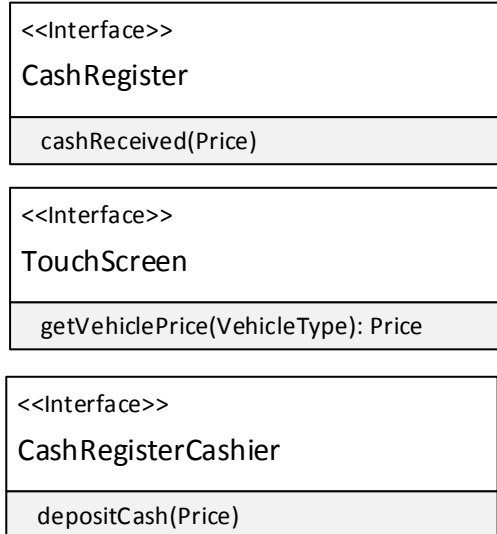 <<Interface>>
CashRegister
cashReceived(Price)
<<Interface>>
TouchScreen
getVehiclePrice(VehicleType): Price
<<Interface>>
CashRegisterCashier
depositCash(Price)